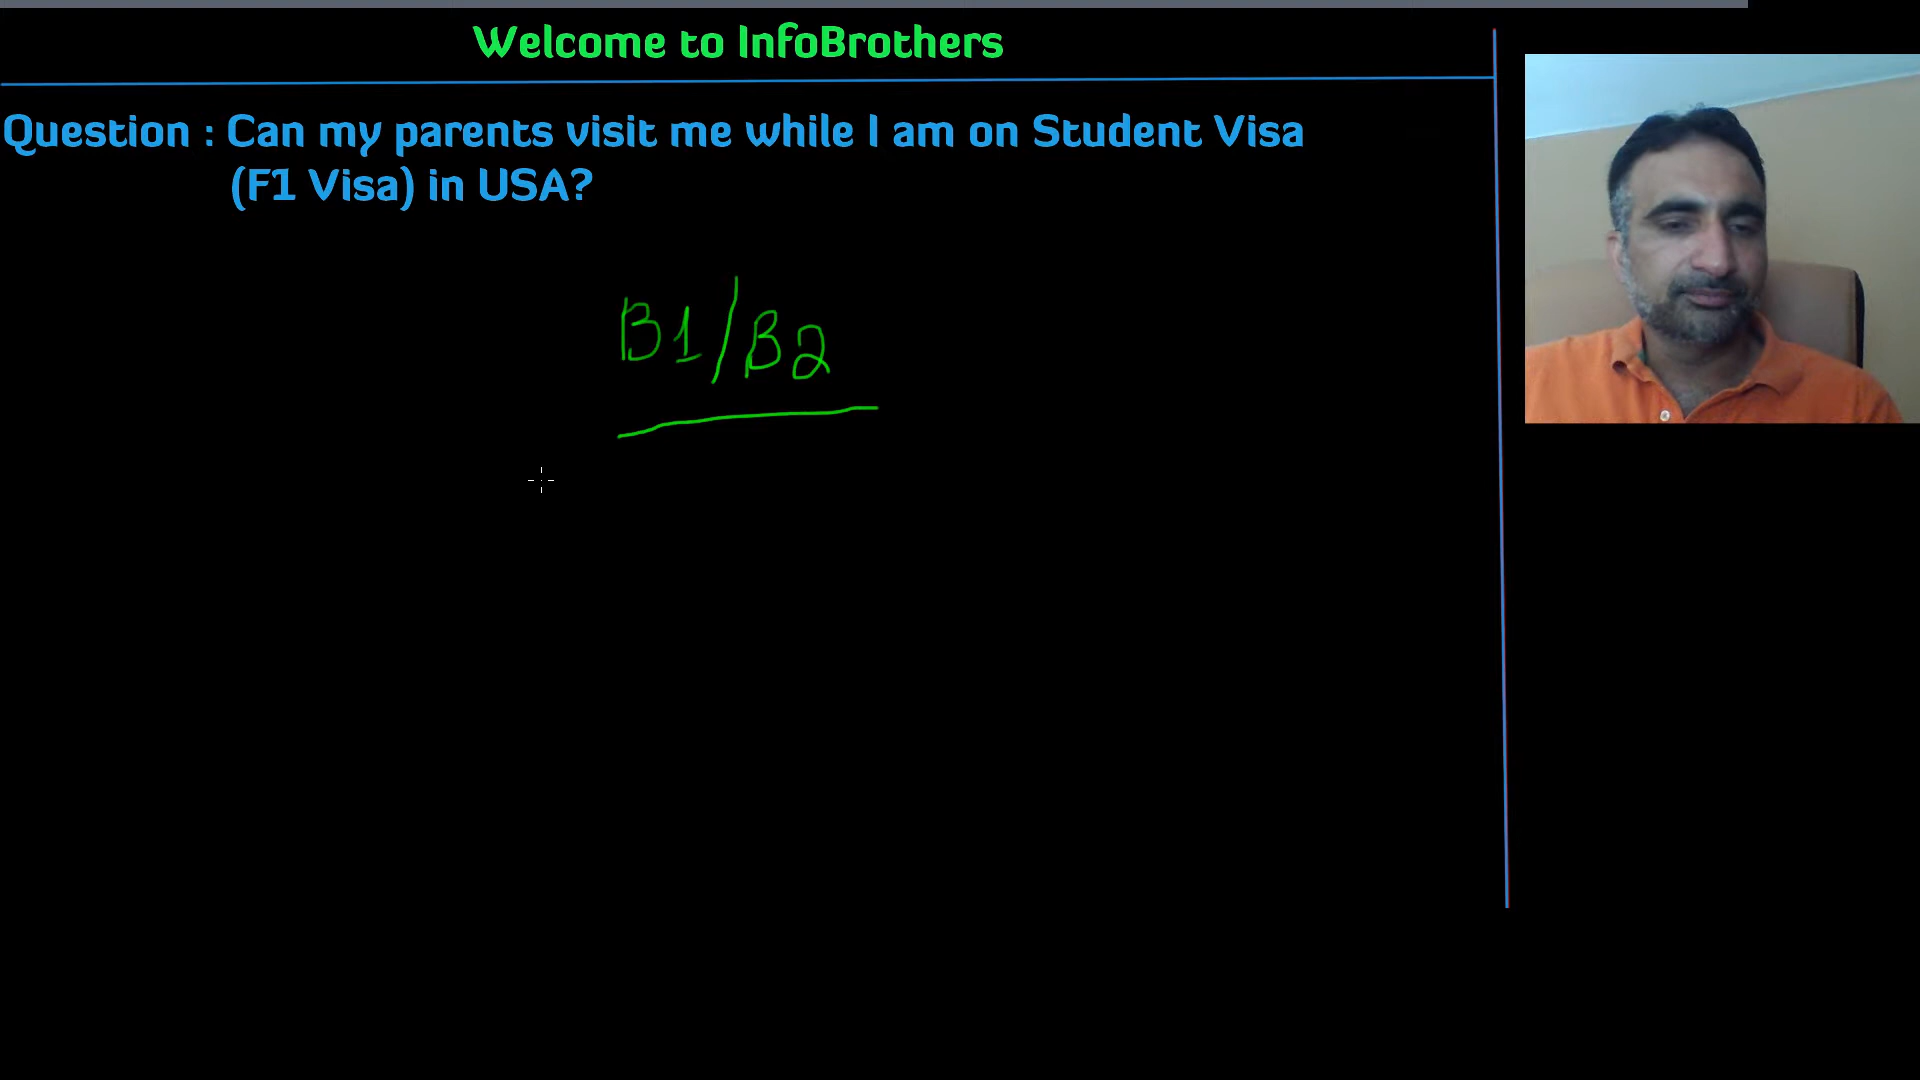 Welcome to InfoBrothers
Question : Can my parents visit me while I am on Student Visa
(F1 Visa) in USA?
B1/B2